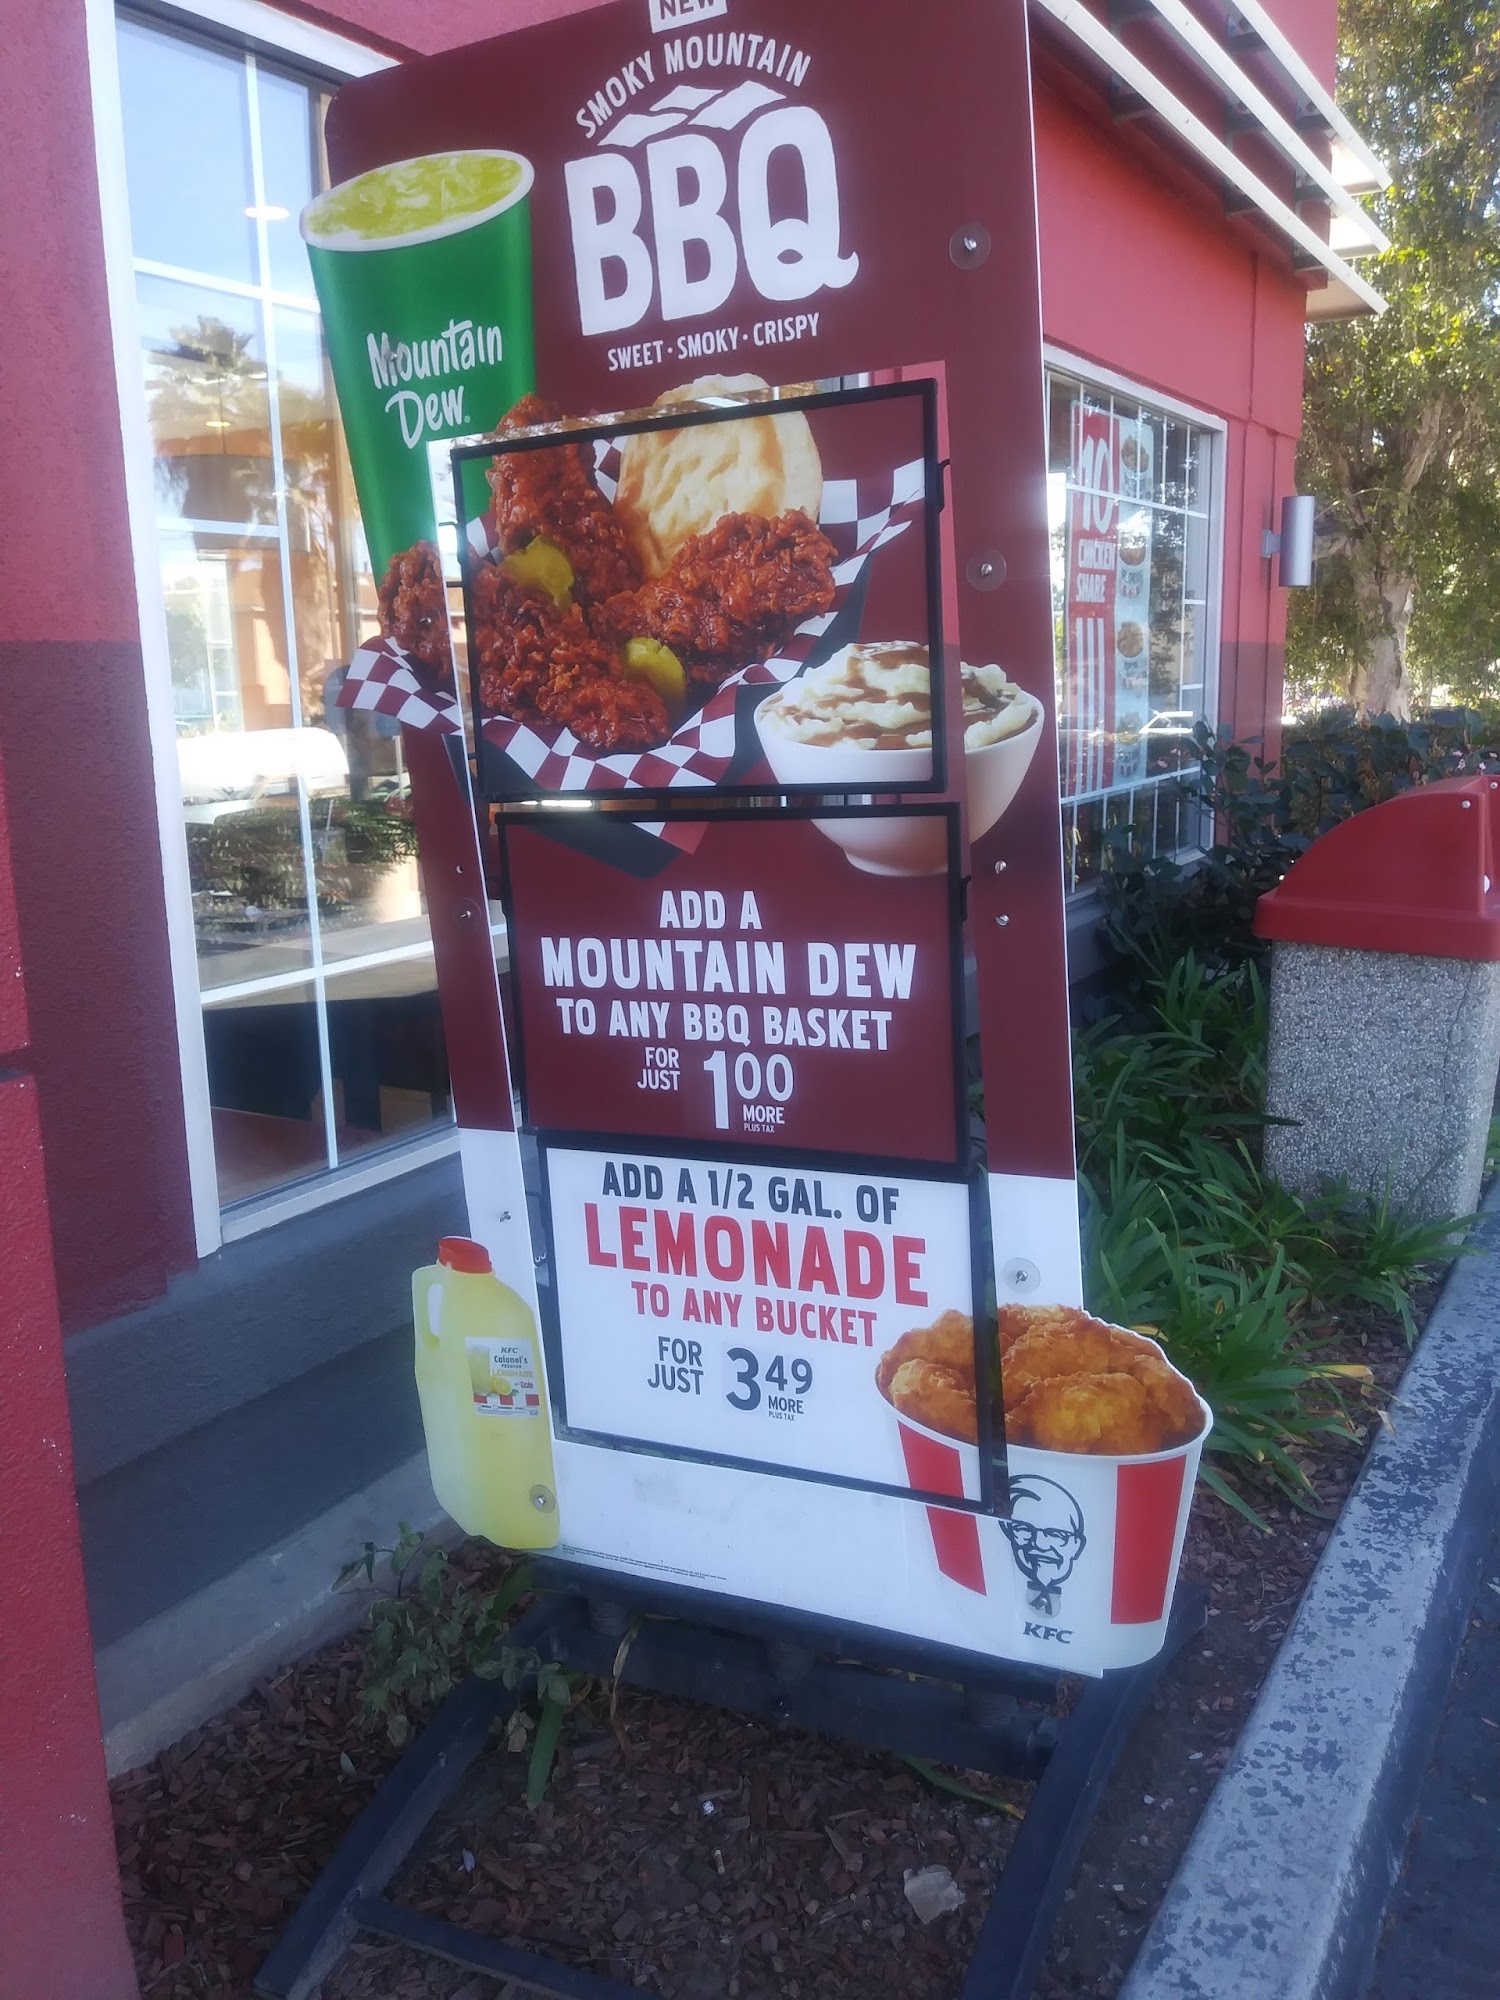 NEW
SMOKY MOUNTAIN
BBQ
SWEET · SMOKY · CRISPY
Mountain
Dew®
10
CHICKEN
SHARE
ADD A
MOUNTAIN DEW
TO ANY BBQ BASKET
FOR
JUST
1.00
MORE
PLUS TAX
ADD A 1/2 GAL. OF
LEMONADE
TO ANY BUCKET
FOR
JUST
3.49
MORE
PLUS TAX
KFC
Colonel's
PREMIUM
LEMONADE
KFC